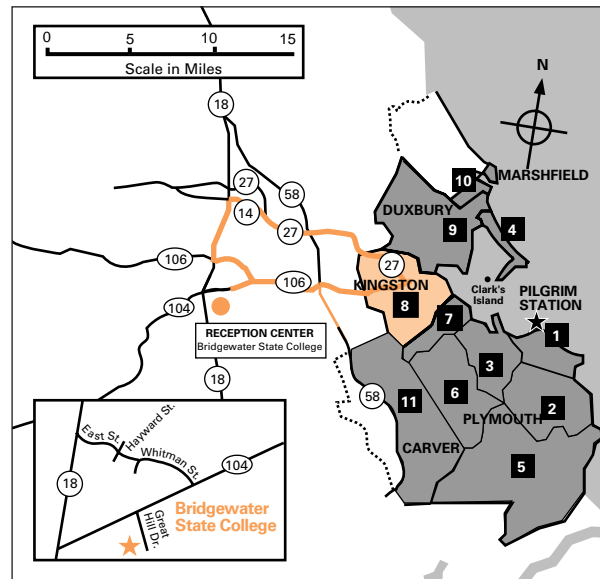 0 5 10 15
Scale in Miles
N
18
10
MARSHFIELD
27
58
14
DUXBURY
9
4
27
27
106
KINGSTON
Clark's
Island
106
PILGRIM
STATION
104
8
7
1
RECEPTION CENTER
Bridgewater State College
3
18
58
11
6
2
PLYMOUTH
CARVER
5
East St.
Hayward St.
Whitman St.
104
18
Great
Hill Dr.
Bridgewater
State College